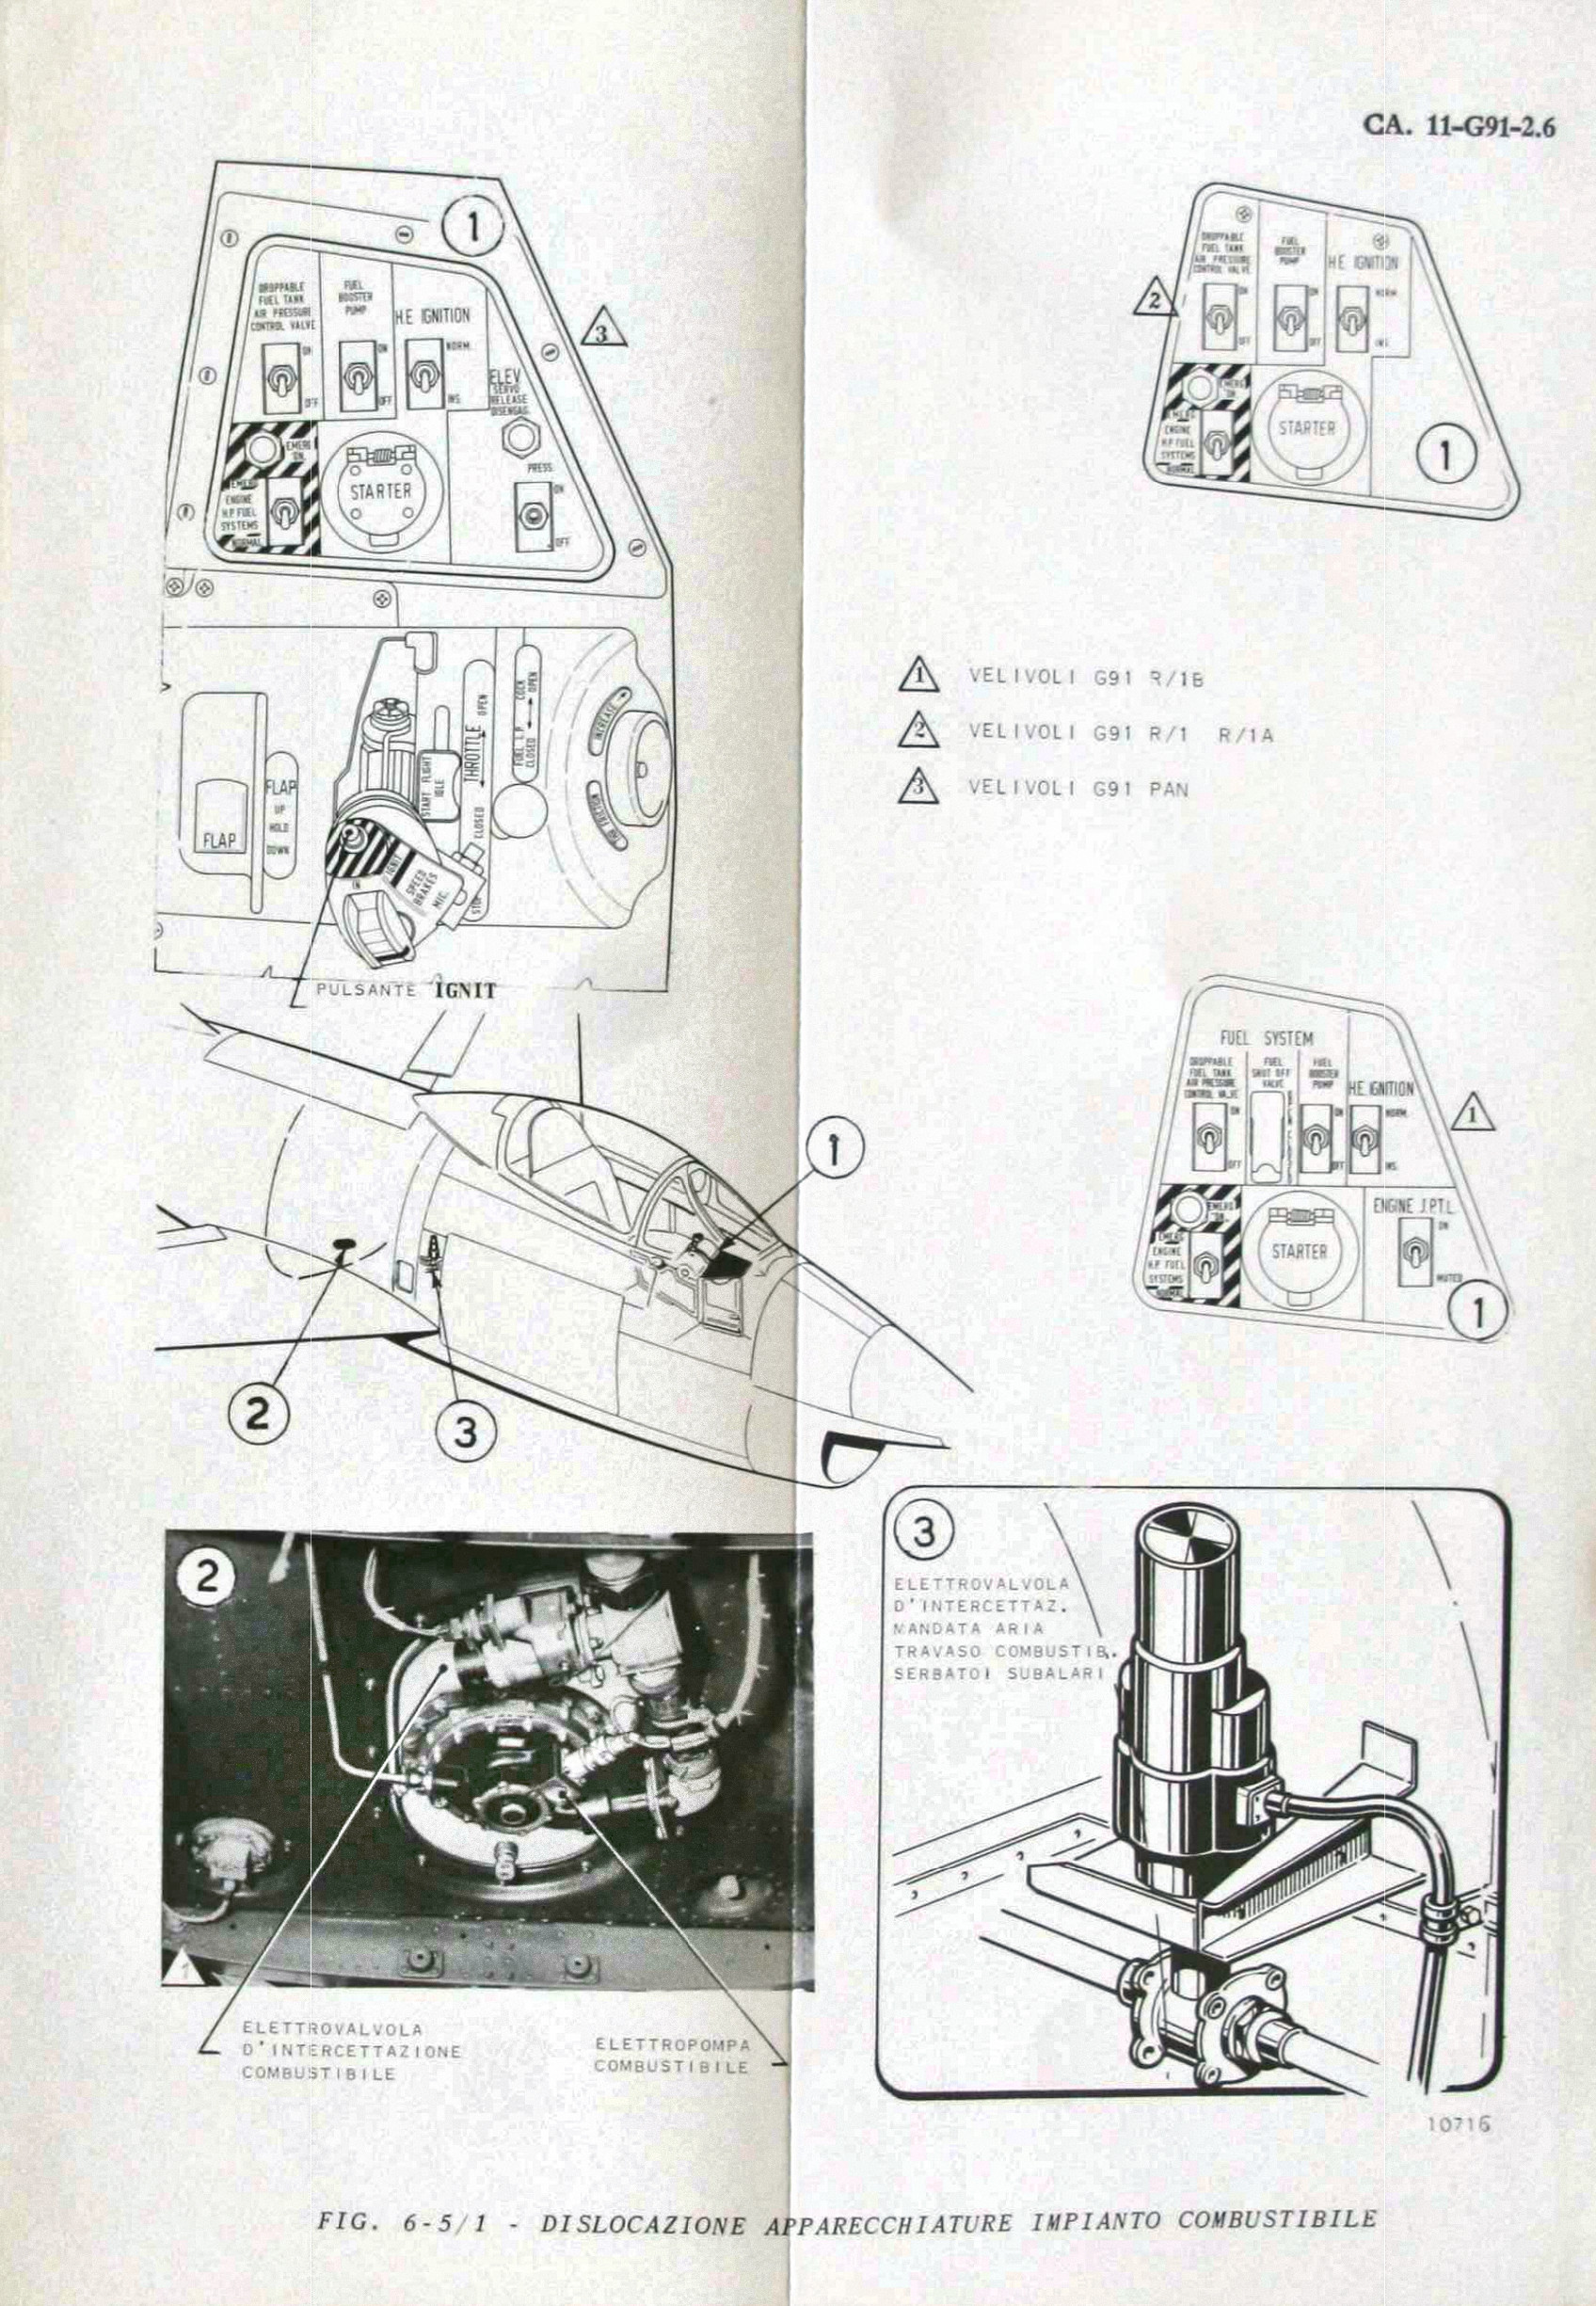 CA. 11-G91-2.6
1
DROPPABLE
FUEL TANK
AIR PRESSURE
CONTROL VALVE
ON
OFF
FUEL
BOOSTER
PUMP
ON
OFF
H.E IGNITION
NORM.
INS.
ELEV
SERVO
RELEASE
DISENGAG.
PRESS.
ON
OFF
EMERG
ON
EMERG
ENGINE
H.P. FUEL
SYSTEMS
NORMAL
STARTER
3
FLAP
FLAP
UP
HOLD
DOWN
START FLIGHT
IDLE
THROTTLE
OPEN
CLOSED
STOP
FUEL L.P. COCK
CLOSED OPEN
INCREASE
IGNIT
SPEED
BRAKES
MIC.
IN
PULSANTE IGNIT
2
DROPPABLE
FUEL TANK
AIR PRESSURE
CONTROL VALVE
ON
OFF
FUEL
BOOSTER
PUMP
ON
OFF
H.E IGNITION
NORM.
INS.
EMERG
ON
EMERG
ENGINE
H.P. FUEL
SYSTEMS
NORMAL
STARTER
1
1 VELIVOLI G91 R/1B
2 VELIVOLI G91 R/1 R/1A
3 VELIVOLI G91 PAN
FUEL SYSTEM
DROPPABLE
FUEL TANK
AIR PRESSURE
CONTROL VALVE
ON
OFF
FUEL
SHUT OFF
VALVE
FUEL
BOOSTER
PUMP
ON
OFF
H.E. IGNITION
NORM.
INS.
1
EMERG
ON
EMERG
ENGINE
H.P. FUEL
SYSTEMS
NORMAL
STARTER
ENGINE J.P.T.L.
ON
MUTED
1
1
2
3
2
1
ELETTROVALVOLA
D'INTERCETTAZIONE
COMBUSTIBILE
ELETTROPOMPA
COMBUSTIBILE
3
ELETTROVALVOLA
D'INTERCETTAZ.
MANDATA ARIA
TRAVASO COMBUSTIB.
SERBATOI SUBALARI
10716
FIG. 6-5/1 - DISLOCAZIONE APPARECCHIATURE IMPIANTO COMBUSTIBILE